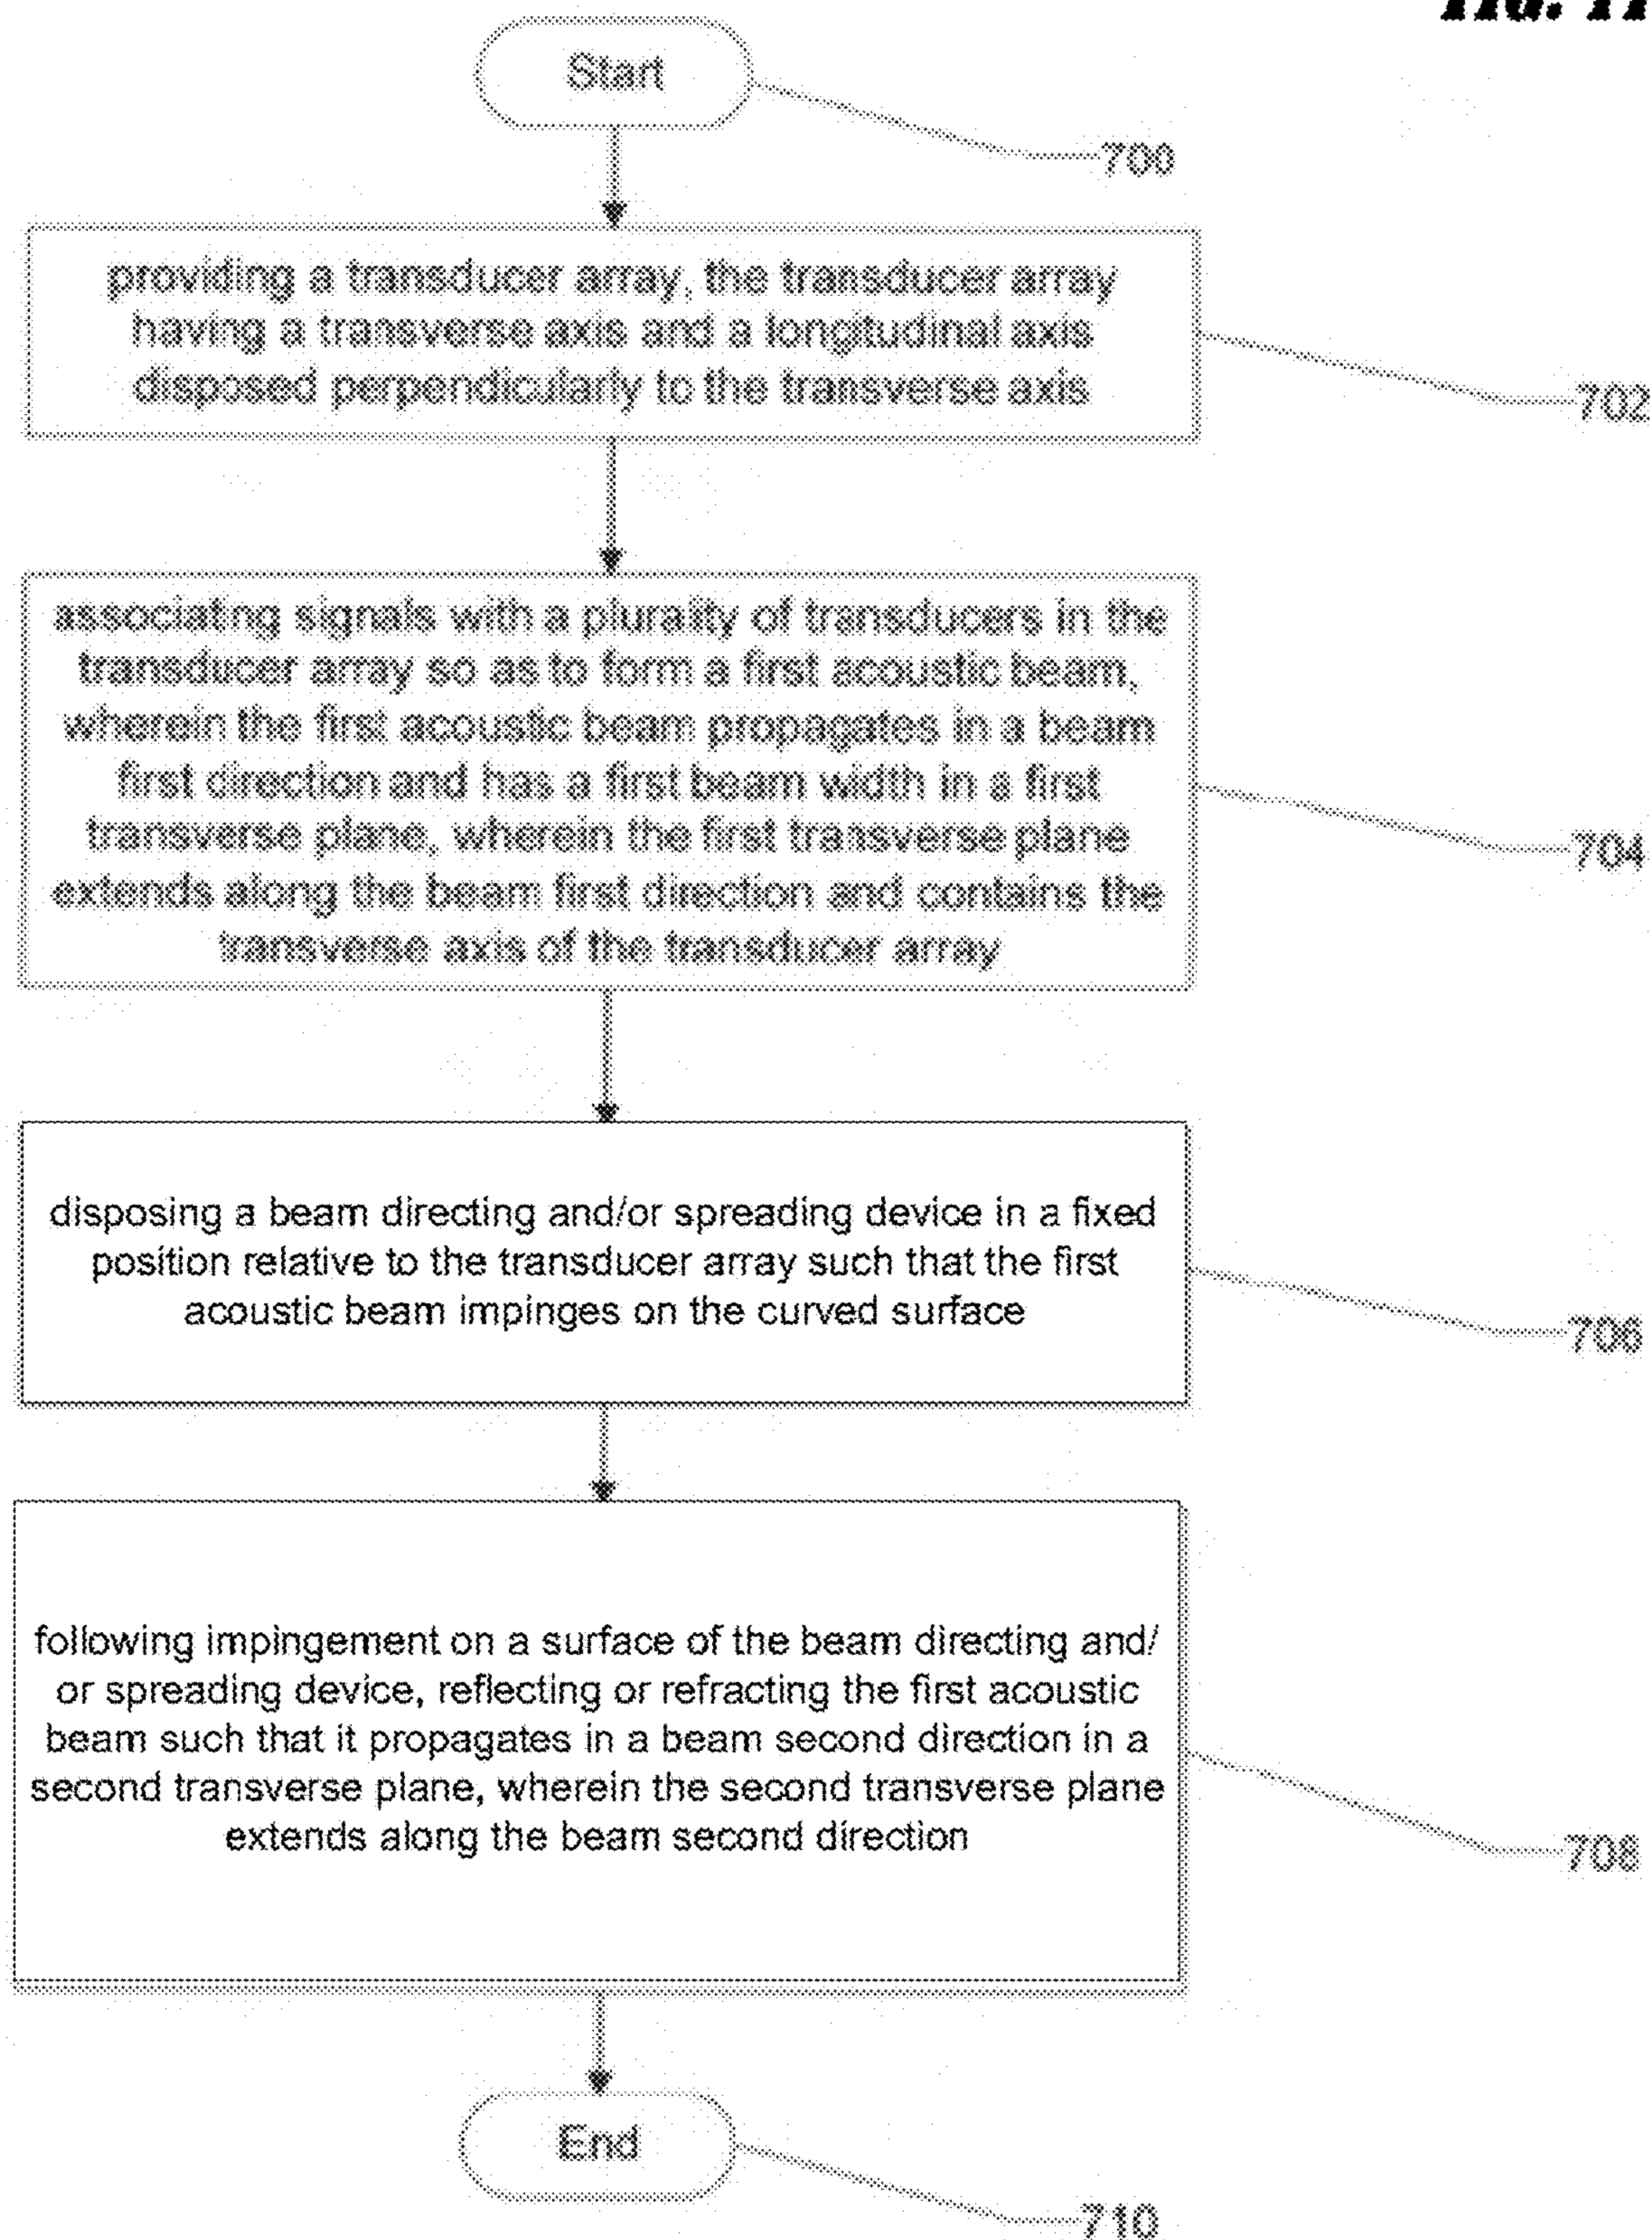 Start
700
providing a transducer array, the transducer array
having a transverse axis and a longitudinal axis
disposed perpendicularly to the transverse axis
702
associating signals with a plurality of transducers in the
transducer array so as to form a first acoustic beam,
wherein the first acoustic beam propagates in a beam
first direction and has a first beam width in a first
transverse plane, wherein the first transverse plane
extends along the beam first direction and contains the
transverse axis of the transducer array
704
disposing a beam directing and/or spreading device in a fixed
position relative to the transducer array such that the first
acoustic beam impinges on the curved surface
706
following impingement on a surface of the beam directing and/
or spreading device, reflecting or refracting the first acoustic
beam such that it propagates in a beam second direction in a
second transverse plane, wherein the second transverse plane
extends along the beam second direction
708
End
710